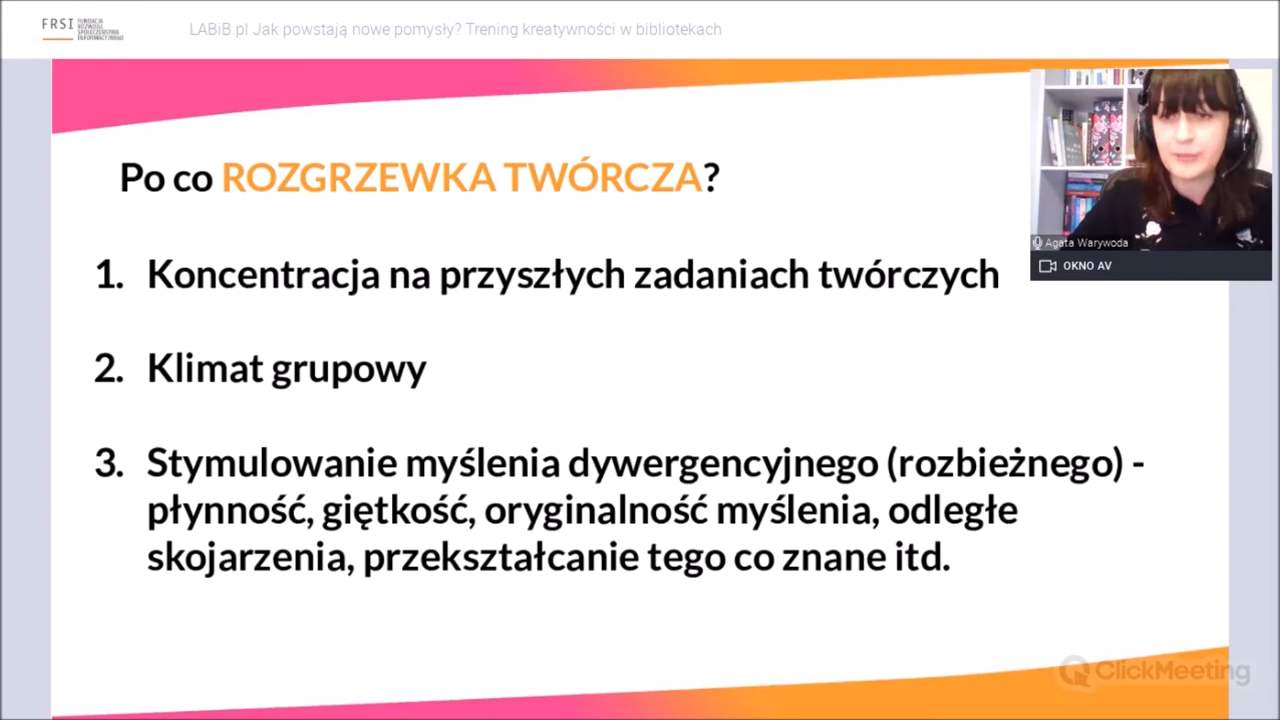 FRSI FUNDACJA
ROZWOJU
SPOŁECZEŃSTWA
INFORMACYJNEGO
LABiB.pl Jak powstają nowe pomysły? Trening kreatywności w bibliotekach
Po co ROZGRZEWKA TWÓRCZA?
Agata Warywoda
OKNO AV
1. Koncentracja na przyszłych zadaniach twórczych
2. Klimat grupowy
3. Stymulowanie myślenia dywergencyjnego (rozbieżnego) -
płynność, giętkość, oryginalność myślenia, odległe
skojarzenia, przekształcanie tego co znane itd.
ClickMeeting